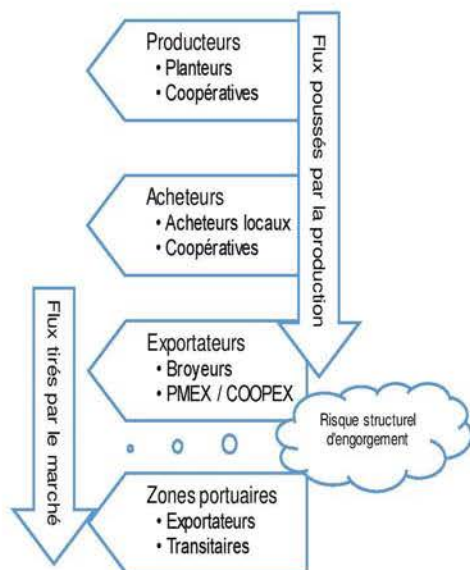 Producteurs
• Planteurs
• Coopératives
Flux poussés par la production
Acheteurs
• Acheteurs locaux
• Coopératives
Flux tirés par le marché
Exportateurs
• Broyeurs
• PMEX / COOPEX
Risque structurel
d'engorgement
Zones portuaires
• Exportateurs
• Transitaires